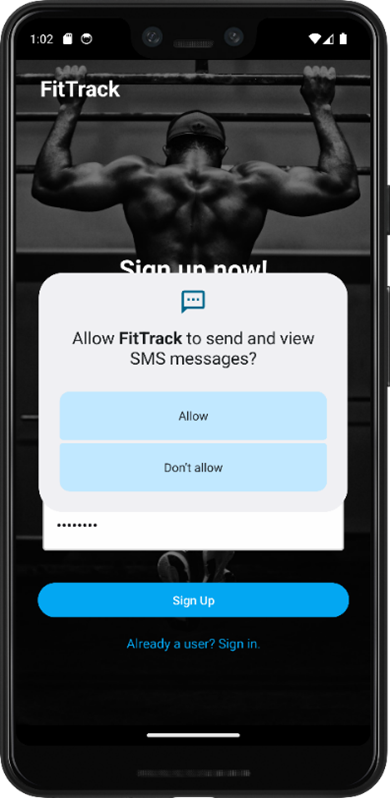 1:02
FitTrack
Sign up now!
Allow FitTrack to send and view
SMS messages?
Allow
Don't allow
••••••••
Sign Up
Already a user? Sign in.